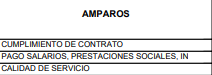 AMPAROS
CUMPLIMIENTO DE CONTRATO
PAGO SALARIOS, PRESTACIONES SOCIALES, IN
CALIDAD DE SERVICIO